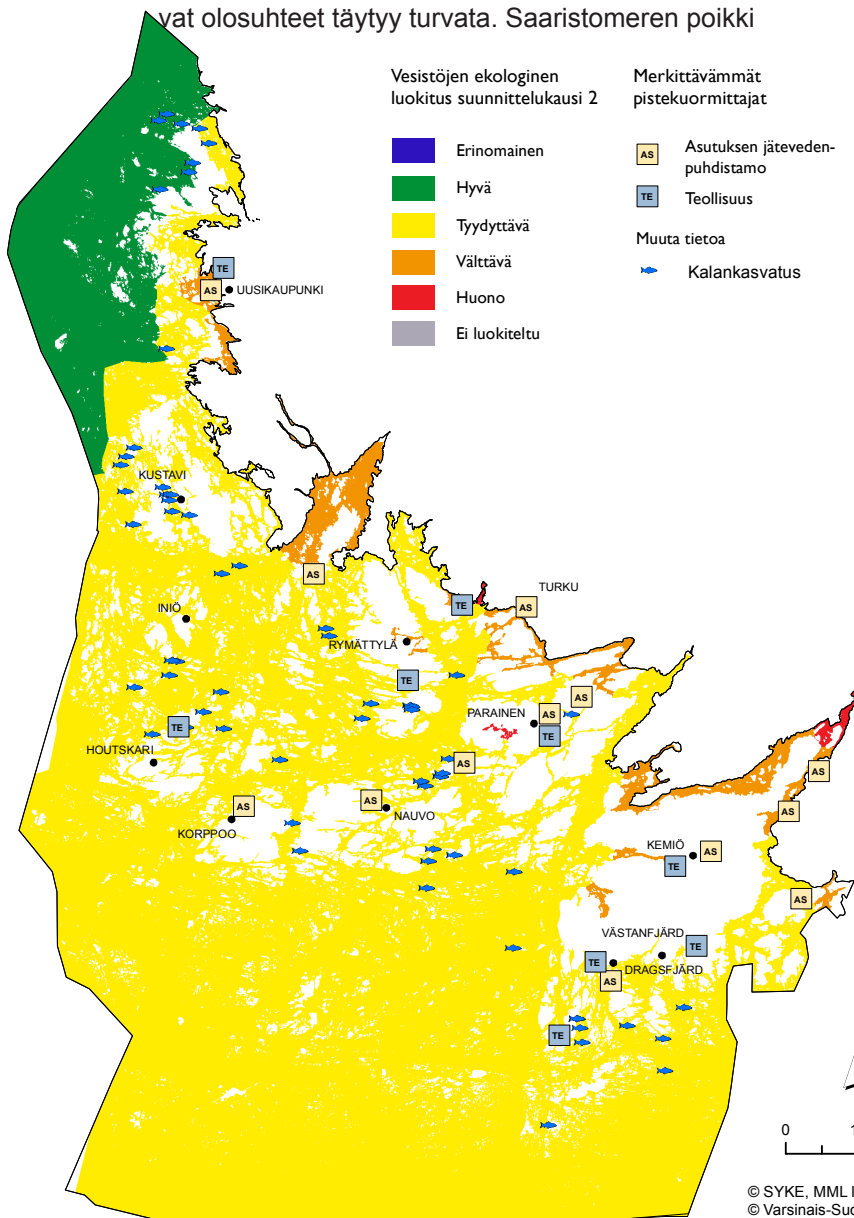 vat olosuhteet täytyy turvata. Saaristomeren poikki
Vesistöjen ekologinen
luokitus suunnittelukausi 2
Erinomainen
Hyvä
Tyydyttävä
Välttävä
Huono
Ei luokiteltu
Merkittävämmät
pistekuormittajat
AS
Asutuksen jäteveden-
puhdistamo
TE
Teollisuus
Muuta tietoa
Kalankasvatus
TE
AS
UUSIKAUPUNKI
KUSTAVI
AS
TE
AS
TURKU
INIÖ
RYMÄTTYLÄ
TE
AS
PARAINEN
AS
TE
TE
HOUTSKARI
AS
AS
AS
KORPPOO
AS
NAUVO
AS
KEMIÖ
AS
TE
AS
VÄSTANFJÄRD
TE
TE
DRAGSFJÄRD
AS
TE
0
© SYKE, MML
© Varsinais-Suo